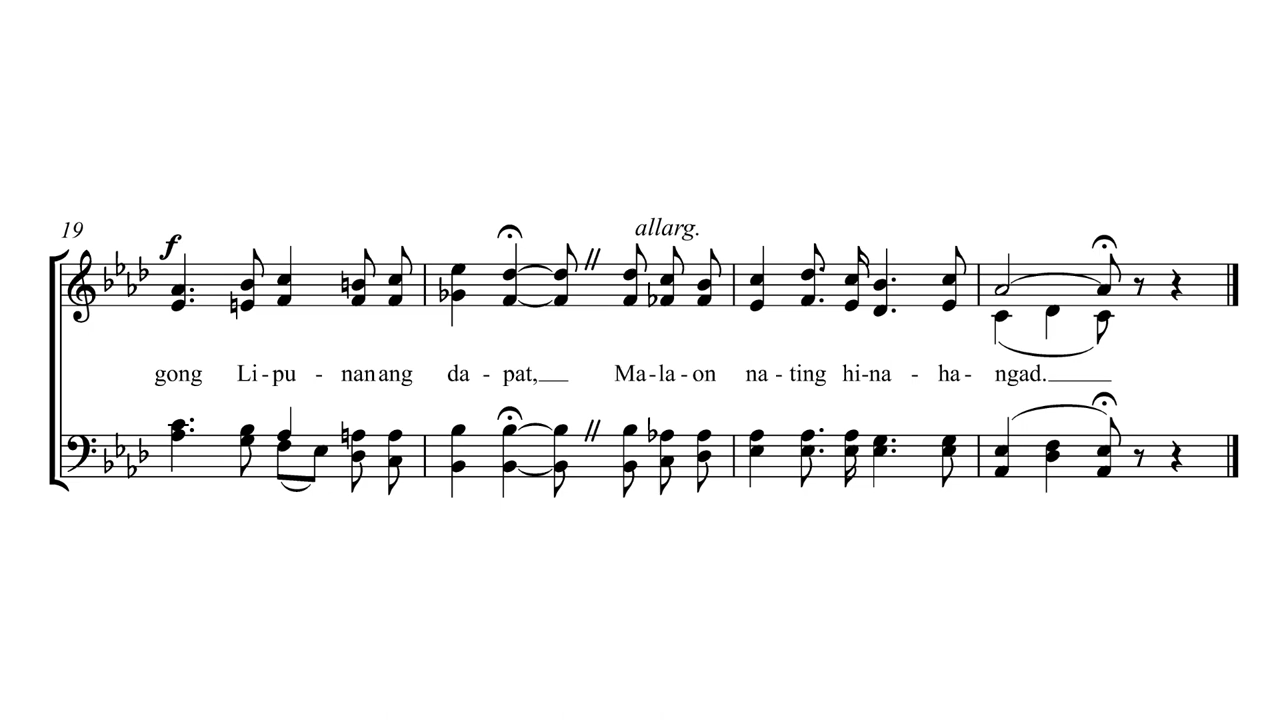 19
f
allarg.
gong Li - pu - nan ang da - pat, Ma - la - on na - ting hi - na - ha - ngad.